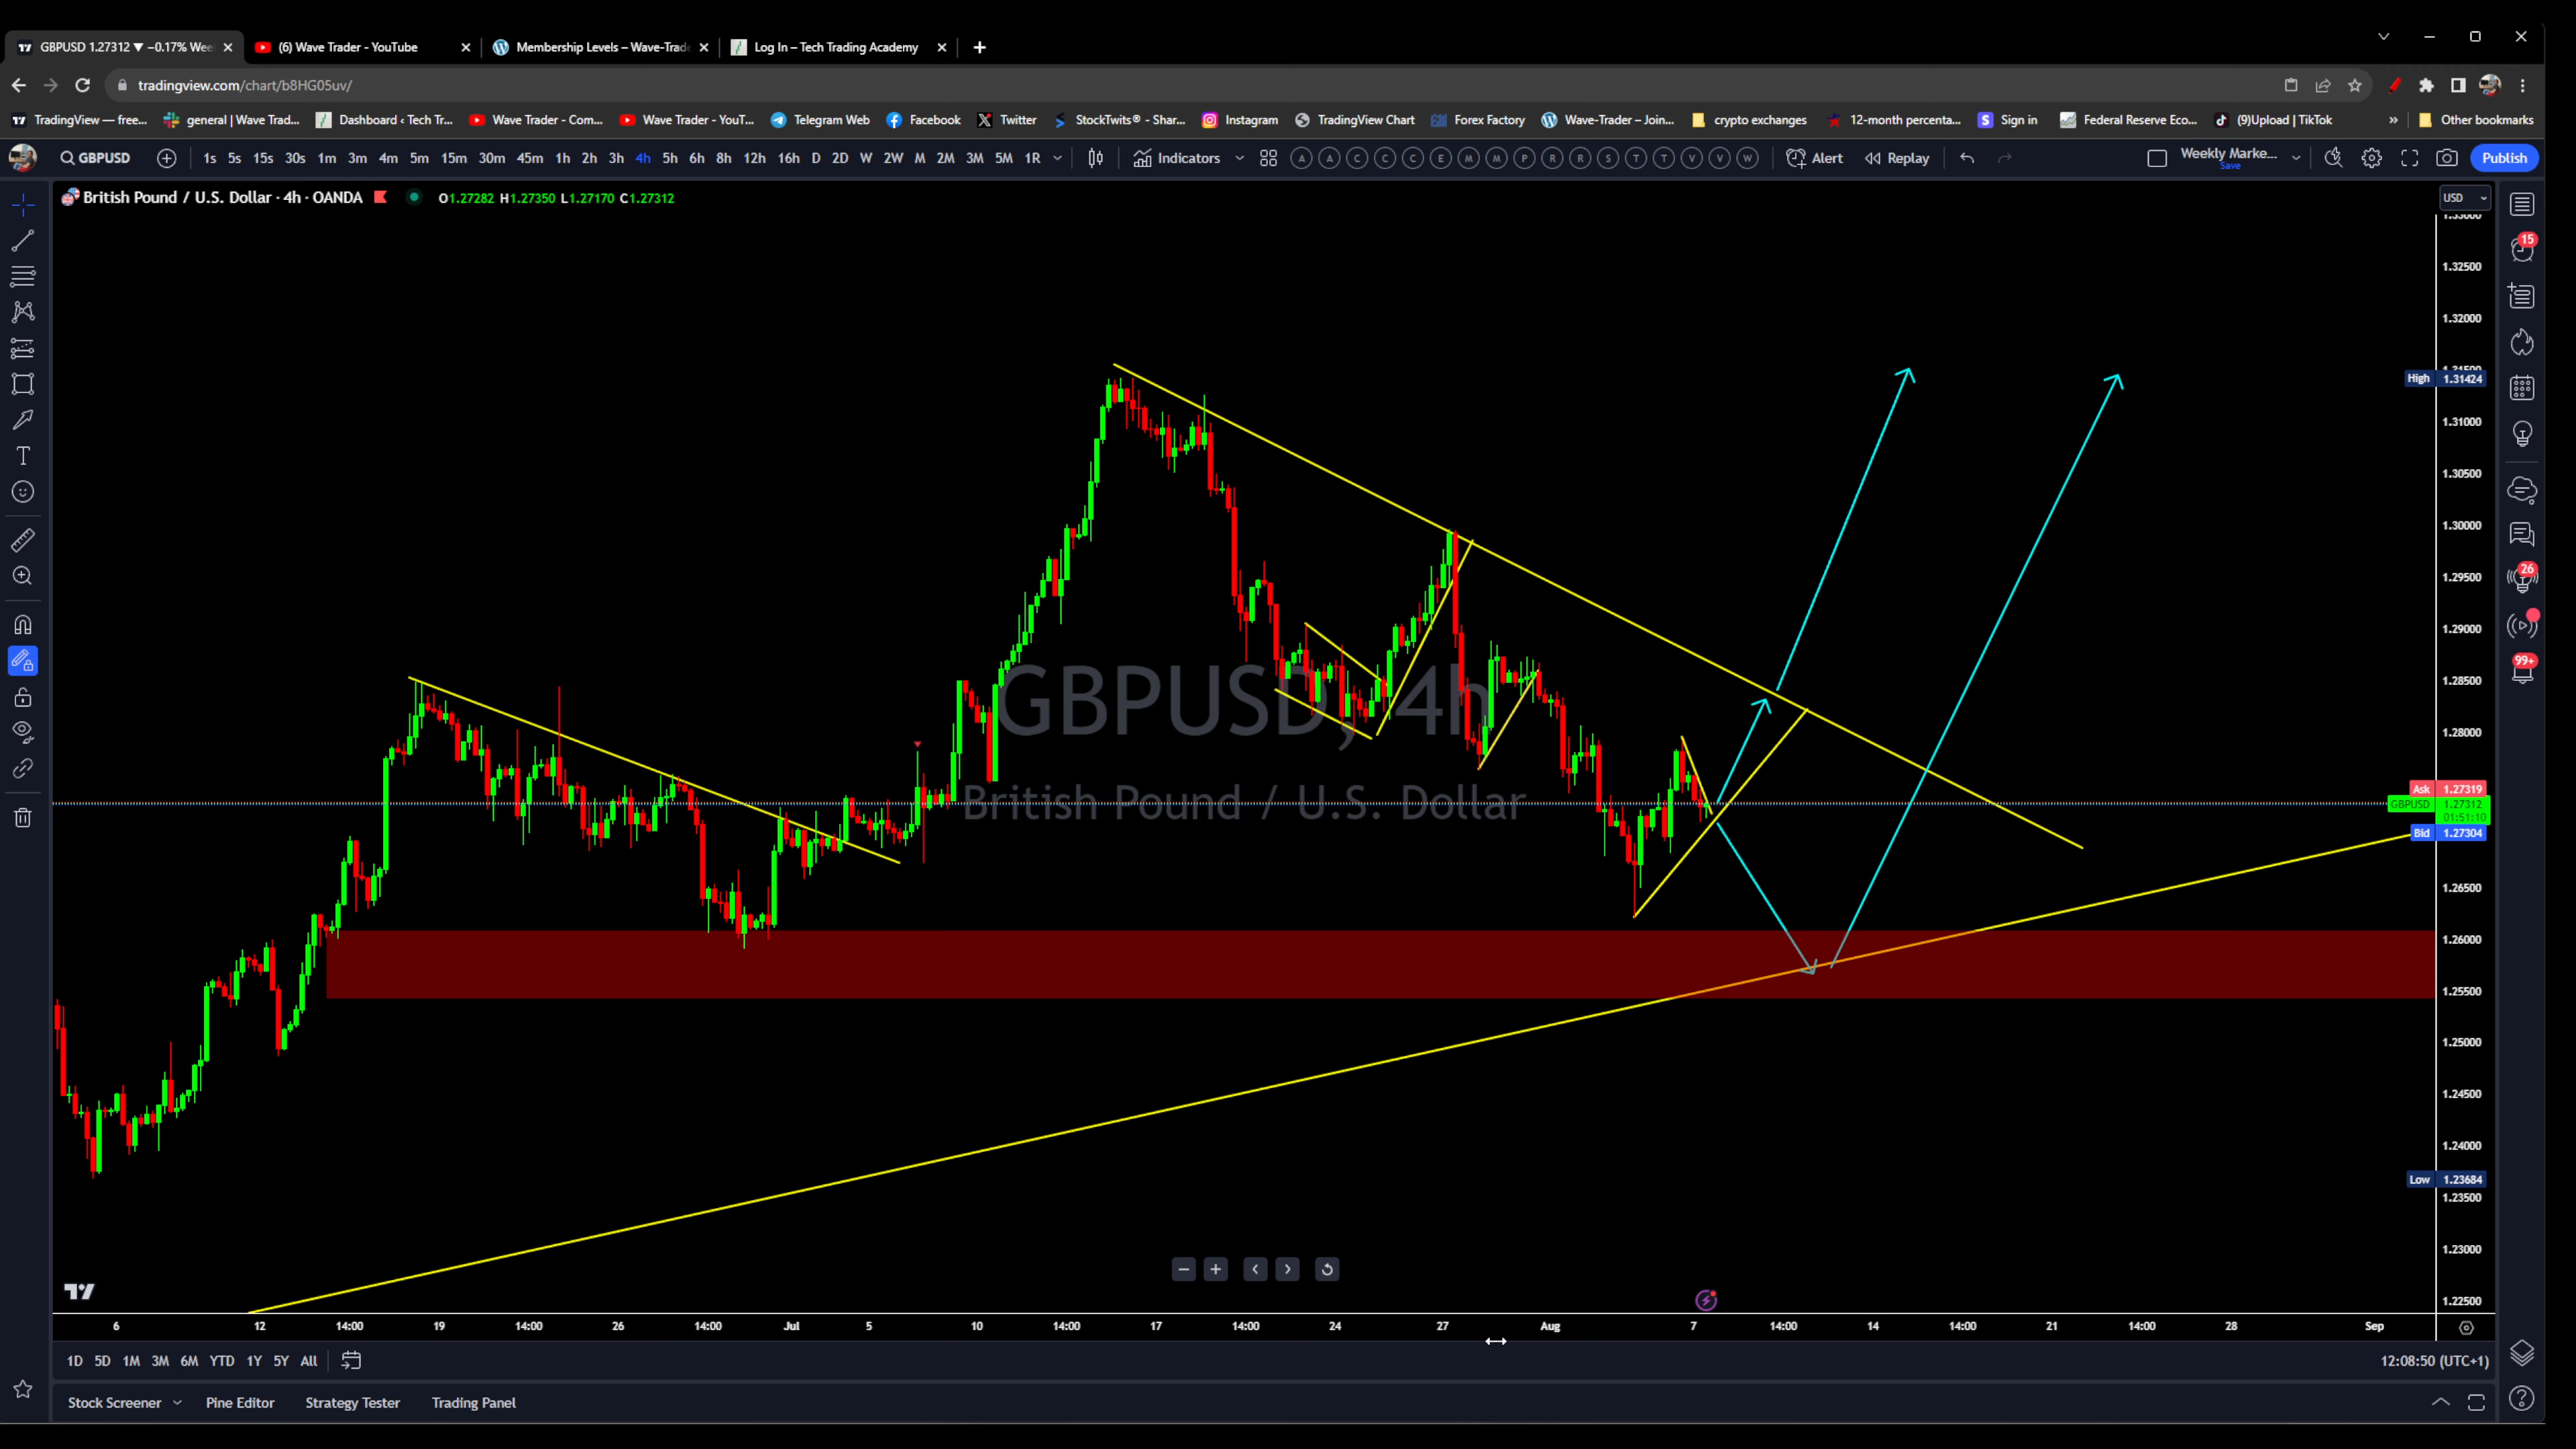 GBPUSD 1.27312 ▼ −0.17% Wee
(6) Wave Trader - YouTube
Membership Levels – Wave-Trade
Log In – Tech Trading Academy
tradingview.com/chart/b8HG05uv/
TradingView — free...
general | Wave Trad...
Dashboard ‹ Tech Tr...
Wave Trader - Com...
Wave Trader - YouT...
Telegram Web
Facebook
Twitter
StockTwits® - Shar...
Instagram
TradingView Chart
Forex Factory
Wave-Trader – Join...
crypto exchanges
12-month percenta...
Sign in
Federal Reserve Eco...
(9)Upload | TikTok
»
Other bookmarks
GBPUSD
1s 5s 15s 30s 1m 3m 4m 5m 15m 30m 45m 1h 2h 3h 4h 5h 6h 8h 12h 16h D 2D W 2W M 2M 3M 5M 1R
Indicators
A A C C C E M M P R R S T T V V W
Alert
Replay
Weekly Marke...
Save
Publish
British Pound / U.S. Dollar · 4h · OANDA
O1.27282 H1.27350 L1.27170 C1.27312
USD
1.32500
1.32000
High 1.31424
1.31000
1.30500
1.30000
1.29500
1.29000
1.28500
1.28000
Ask 1.27319
GBPUSD 1.27312
01:51:10
Bid 1.27304
1.26500
1.26000
1.25500
1.25000
1.24500
1.24000
Low 1.23684
1.23500
1.23000
1.22500
GBPUSD, 4h
British Pound / U.S. Dollar
15
26
99+
6 12 14:00 19 14:00 26 14:00 Jul 5 10 14:00 17 14:00 24 27 Aug 7 14:00 14 14:00 21 14:00 28 Sep
1D 5D 1M 3M 6M YTD 1Y 5Y All
12:08:50 (UTC+1)
Stock Screener
Pine Editor
Strategy Tester
Trading Panel